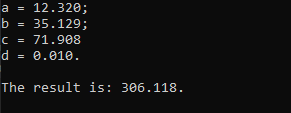 a = 12.320;
b = 35.129;
c = 71.908
d = 0.010.
The result is: 306.118.